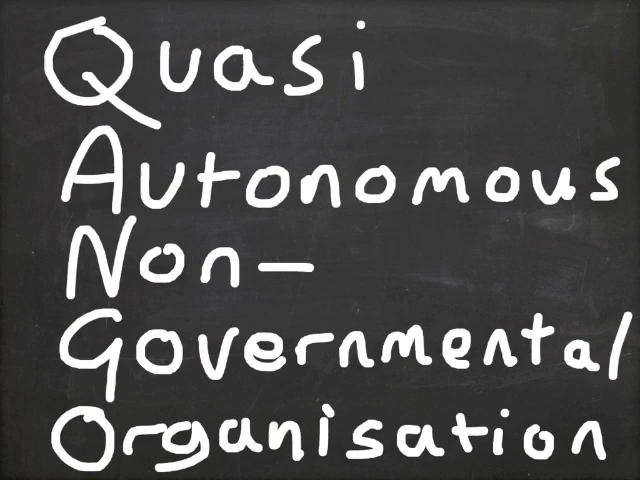 Quasi
Autonomous
Non-
Governmental
Organisation